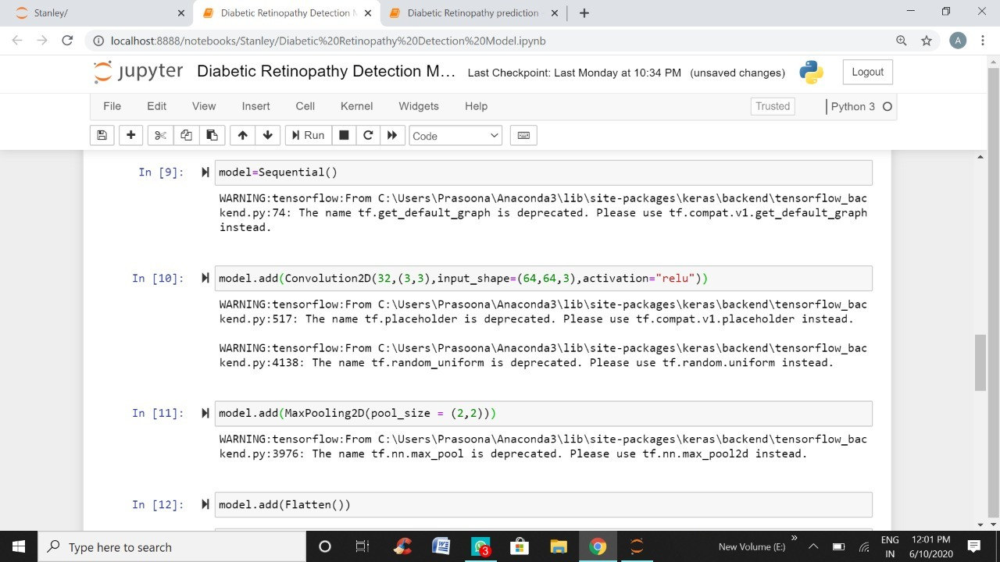 Stanley/
Diabetic Retinopathy Detection M
Diabetic Retinopathy prediction
localhost:8888/notebooks/Stanley/Diabetic%20Retinopathy%20Detection%20Model.ipynb
A
jupyter Diabetic Retinopathy Detection M... Last Checkpoint: Last Monday at 10:34 PM (unsaved changes) Logout
File Edit View Insert Cell Kernel Widgets Help Trusted Python 3
Run Code
In [9]: model=Sequential()
WARNING:tensorflow:From C:\Users\Prasoona\Anaconda3\lib\site-packages\keras\backend\tensorflow_bac
kend.py:74: The name tf.get_default_graph is deprecated. Please use tf.compat.v1.get_default_graph
instead.
In [10]: model.add(Convolution2D(32,(3,3),input_shape=(64,64,3),activation="relu"))
WARNING:tensorflow:From C:\Users\Prasoona\Anaconda3\lib\site-packages\keras\backend\tensorflow_bac
kend.py:517: The name tf.placeholder is deprecated. Please use tf.compat.v1.placeholder instead.
WARNING:tensorflow:From C:\Users\Prasoona\Anaconda3\lib\site-packages\keras\backend\tensorflow_bac
kend.py:4138: The name tf.random_uniform is deprecated. Please use tf.random.uniform instead.
In [11]: model.add(MaxPooling2D(pool_size = (2,2)))
WARNING:tensorflow:From C:\Users\Prasoona\Anaconda3\lib\site-packages\keras\backend\tensorflow_bac
kend.py:3976: The name tf.nn.max_pool is deprecated. Please use tf.nn.max_pool2d instead.
In [12]: model.add(Flatten())
Type here to search
3
New Volume (E:)
ENG
IN
12:01 PM
6/10/2020